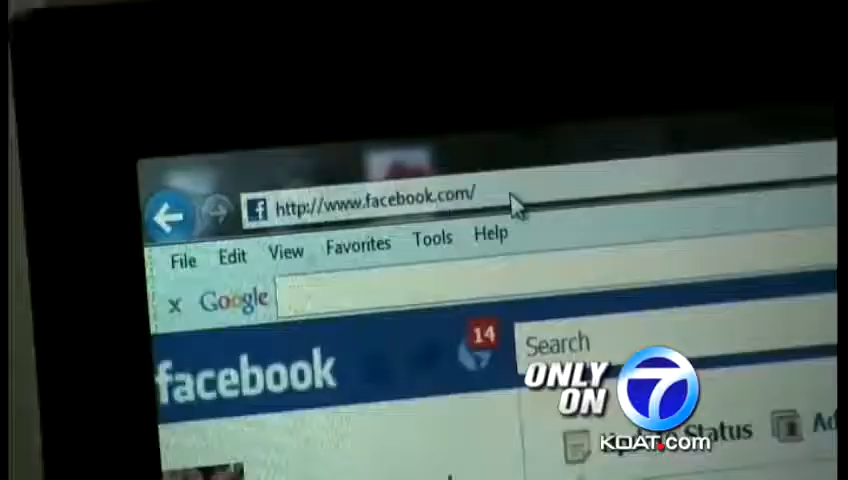 http://www.facebook.com/
File Edit View Favorites Tools Help
x Google
facebook 14 Search
ONLY ON 7
Status
KOAT.com